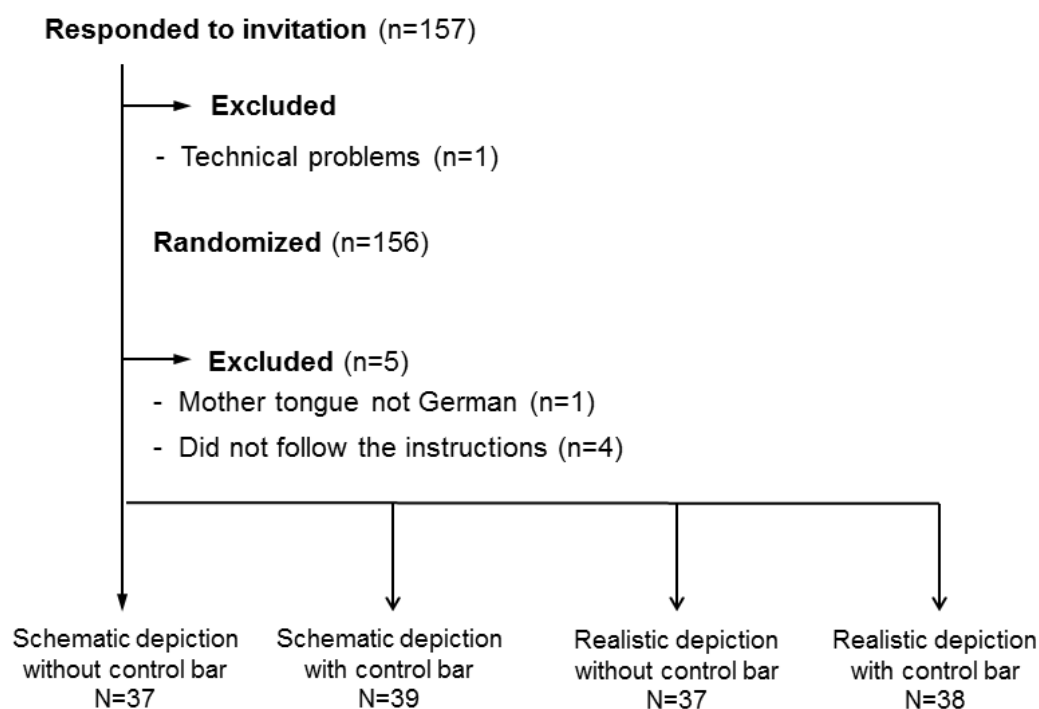 Responded to invitation (n=157)
Excluded
- Technical problems (n=1)
Randomized (n=156)
Excluded (n=5)
- Mother tongue not German (n=1)
- Did not follow the instructions (n=4)
Schematic depiction
without control bar
N=37
Schematic depiction
with control bar
N=39
Realistic depiction
without control bar
N=37
Realistic depiction
with control bar
N=38